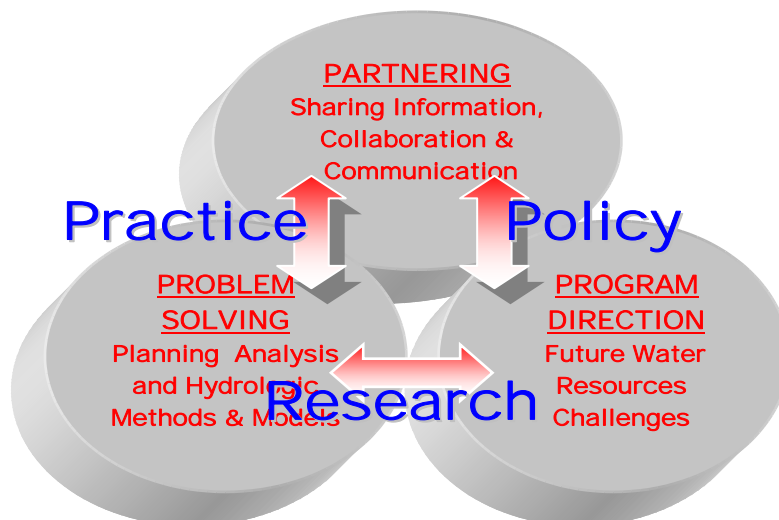 PARTNERING
Sharing Information,
Collaboration &
Communication
Practice
Policy
PROBLEM
SOLVING
Planning Analysis
and Hydrologic
Methods & Models
PROGRAM
DIRECTION
Future Water
Resources
Challenges
Research